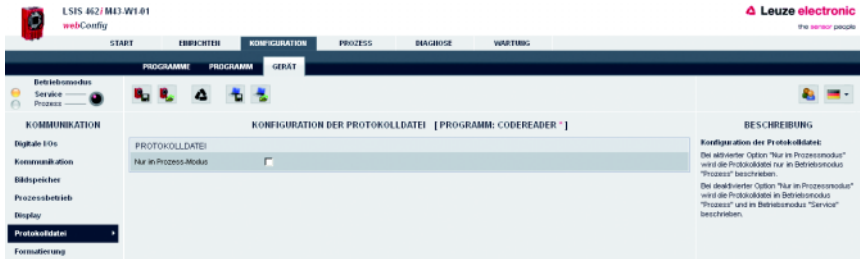 LSIS 462i M43-W1-01
webConfig
Leuze electronic
the sensor people
START EINRICHTEN KONFIGURATION PROZESS DIAGNOSE WARTUNG
PROGRAMME PROGRAMM GERÄT
Betriebsmodus
Service
Prozess
KOMMUNIKATION
Digitale I/Os
Kommunikation
Bildspeicher
Prozessbetrieb
Display
Protokolldatei
Formatierung
KONFIGURATION DER PROTOKOLLDATEI [ PROGRAMM: CODEREADER * ]
PROTOKOLLDATEI
Nur im Prozess-Modus
BESCHREIBUNG
Konfiguration der Protokolldatei:
Bei aktivierter Option "Nur im Prozessmodus"
wird die Protokolldatei nur im Betriebsmodus
"Prozess" beschrieben.
Bei deaktivierter Option "Nur im Prozessmodus"
wird die Protokolldatei im Betriebsmodus
"Prozess" und im Betriebsmodus "Service"
beschrieben.